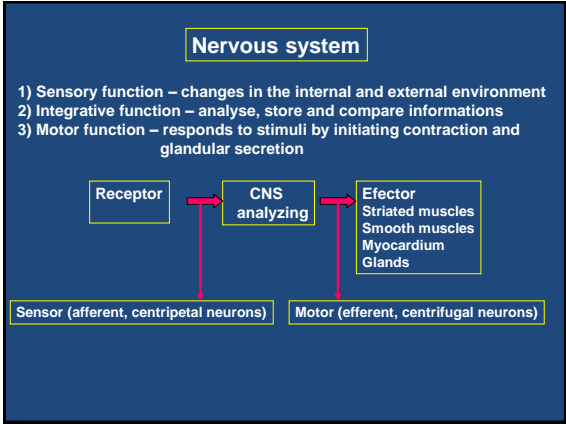 Nervous system
1) Sensory function – changes in the internal and external environment
2) Integrative function – analyse, store and compare informations
3) Motor function – responds to stimuli by initiating contraction and
glandular secretion
Receptor
CNS
analyzing
Efector
Striated muscles
Smooth muscles
Myocardium
Glands
Sensor (afferent, centripetal neurons)
Motor (efferent, centrifugal neurons)